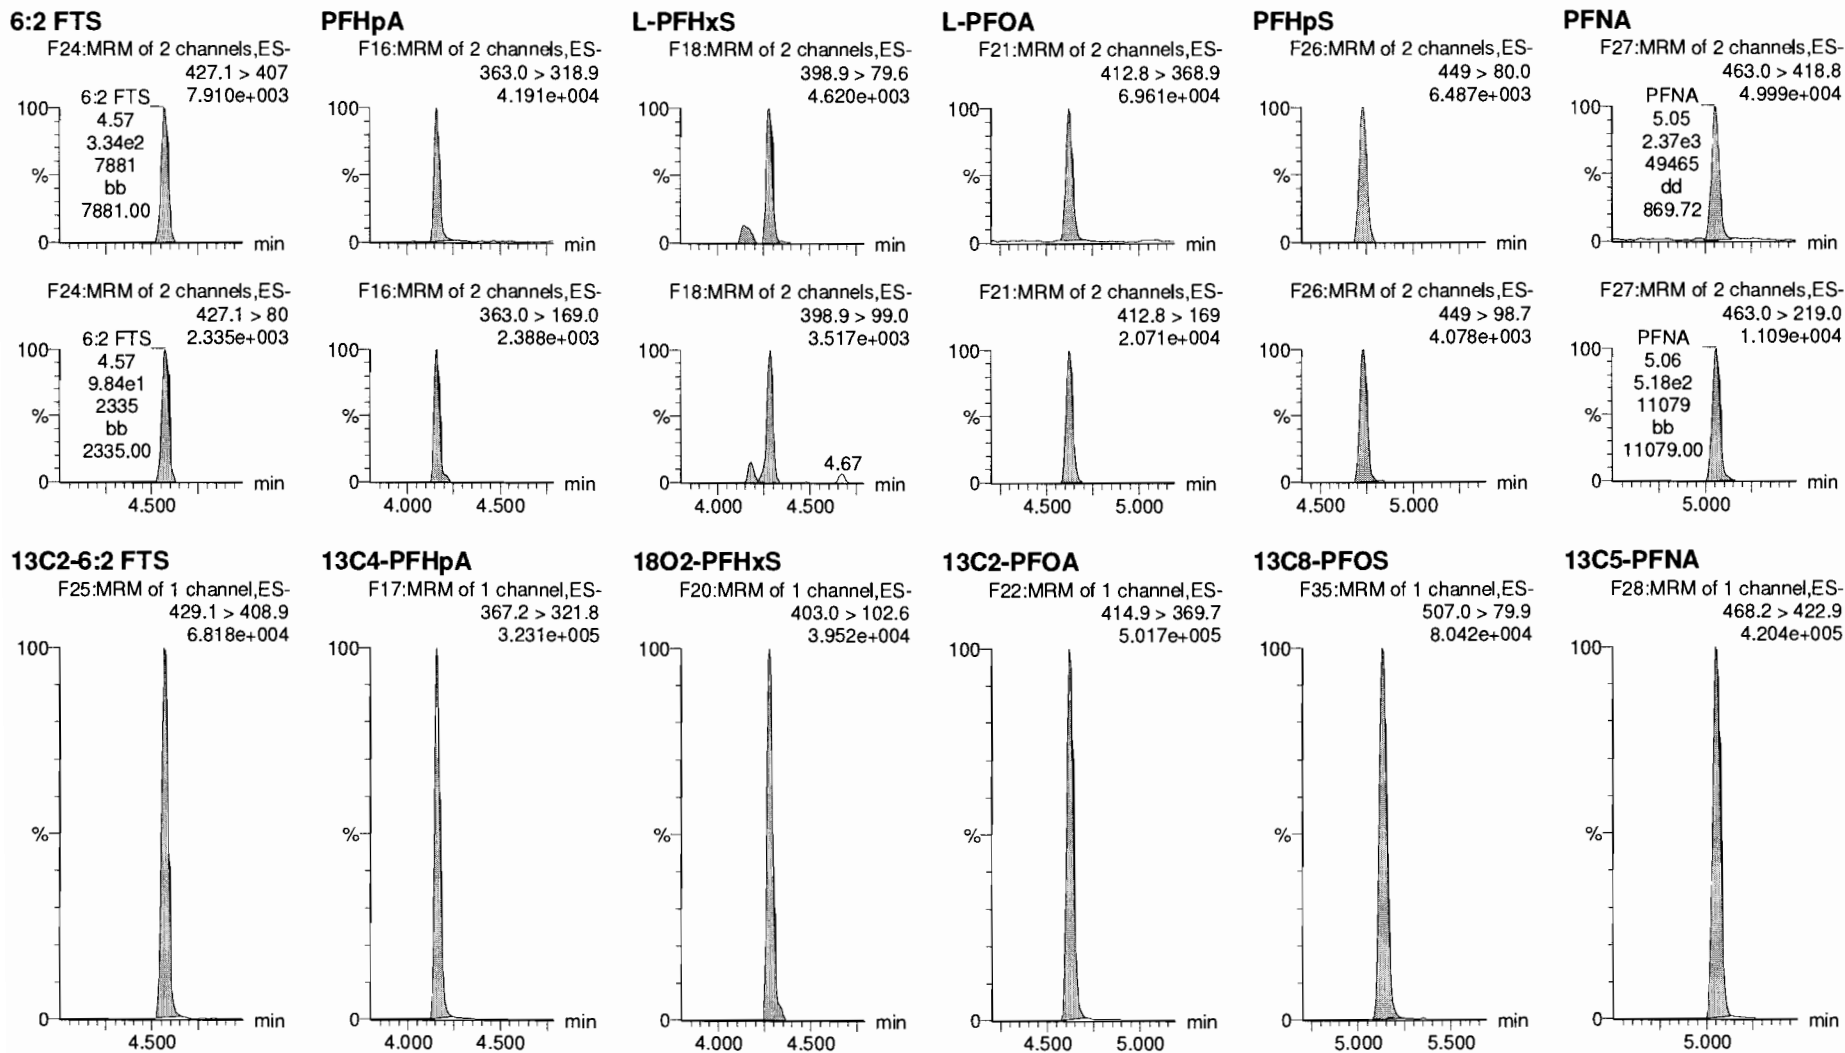 6:2 FTS
F24:MRM of 2 channels,ES-
427.1 > 407
7.910e+003
6:2 FTS
4.57
3.34e2
7881
bb
7881.00
100
%
0
min
PFHpA
F16:MRM of 2 channels,ES-
363.0 > 318.9
4.191e+004
100
%
0
min
L-PFHxS
F18:MRM of 2 channels,ES-
398.9 > 79.6
4.620e+003
100
%
0
min
L-PFOA
F21:MRM of 2 channels,ES-
412.8 > 368.9
6.961e+004
100
%
0
min
PFHpS
F26:MRM of 2 channels,ES-
449 > 80.0
6.487e+003
100
%
0
min
PFNA
F27:MRM of 2 channels,ES-
463.0 > 418.8
4.999e+004
PFNA
5.05
2.37e3
49465
dd
869.72
100
%
0
min
F24:MRM of 2 channels,ES-
427.1 > 80
2.335e+003
6:2 FTS
4.57
9.84e1
2335
bb
2335.00
100
%
0
min
4.500
F16:MRM of 2 channels,ES-
363.0 > 169.0
2.388e+003
100
%
0
min
4.000 4.500
F18:MRM of 2 channels,ES-
398.9 > 99.0
3.517e+003
100
%
4.67
0
min
4.000 4.500
F21:MRM of 2 channels,ES-
412.8 > 169
2.071e+004
100
%
0
min
4.500 5.000
F26:MRM of 2 channels,ES-
449 > 98.7
4.078e+003
100
%
0
min
4.500 5.000
F27:MRM of 2 channels,ES-
463.0 > 219.0
1.109e+004
PFNA
5.06
5.18e2
11079
bb
11079.00
100
%
0
min
5.000
13C2-6:2 FTS
F25:MRM of 1 channel,ES-
429.1 > 408.9
6.818e+004
100
%
0
min
4.500
13C4-PFHpA
F17:MRM of 1 channel,ES-
367.2 > 321.8
3.231e+005
100
%
0
min
4.000 4.500
18O2-PFHxS
F20:MRM of 1 channel,ES-
403.0 > 102.6
3.952e+004
100
%
0
min
4.000 4.500
13C2-PFOA
F22:MRM of 1 channel,ES-
414.9 > 369.7
5.017e+005
100
%
0
min
4.500 5.000
13C8-PFOS
F35:MRM of 1 channel,ES-
507.0 > 79.9
8.042e+004
100
%
0
min
5.000 5.500
13C5-PFNA
F28:MRM of 1 channel,ES-
468.2 > 422.9
4.204e+005
100
%
0
min
5.000